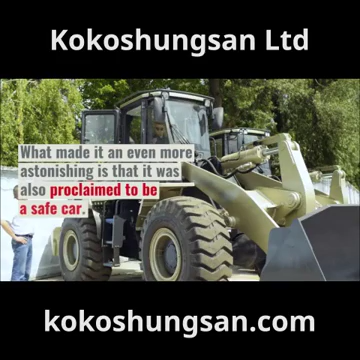 Kokoshungsan Ltd
What made it an even more
astonishing is that it was
also proclaimed to be
a safe car.
kokoshungsan.com